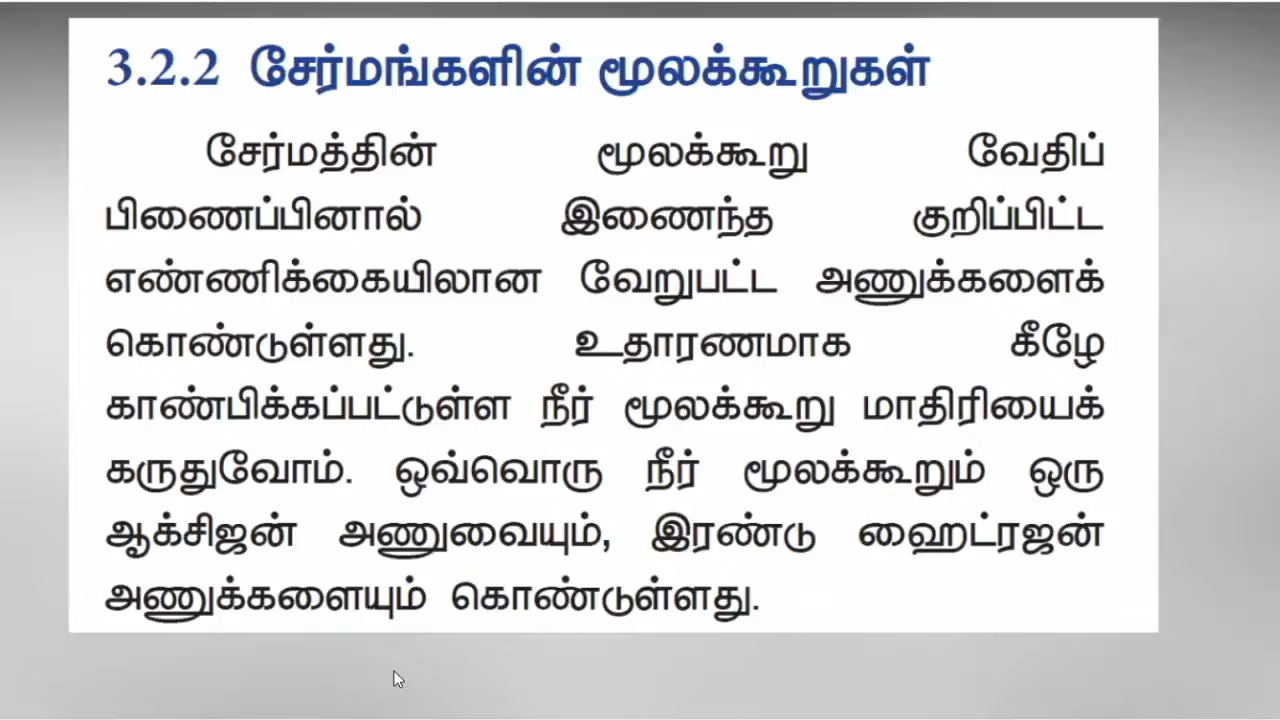 3.2.2 சேர்மங்களின் மூலக்கூறுகள்
சேர்மத்தின் மூலக்கூறு வேதிப்
பிணைப்பினால் இணைந்த குறிப்பிட்ட
எண்ணிக்கையிலான வேறுபட்ட அணுக்களைக்
கொண்டுள்ளது. உதாரணமாக கீழே
காண்பிக்கப்பட்டுள்ள நீர் மூலக்கூறு மாதிரியைக்
கருதுவோம். ஒவ்வொரு நீர் மூலக்கூறும் ஒரு
ஆக்சிஜன் அணுவையும், இரண்டு ஹைட்ரஜன்
அணுக்களையும் கொண்டுள்ளது.